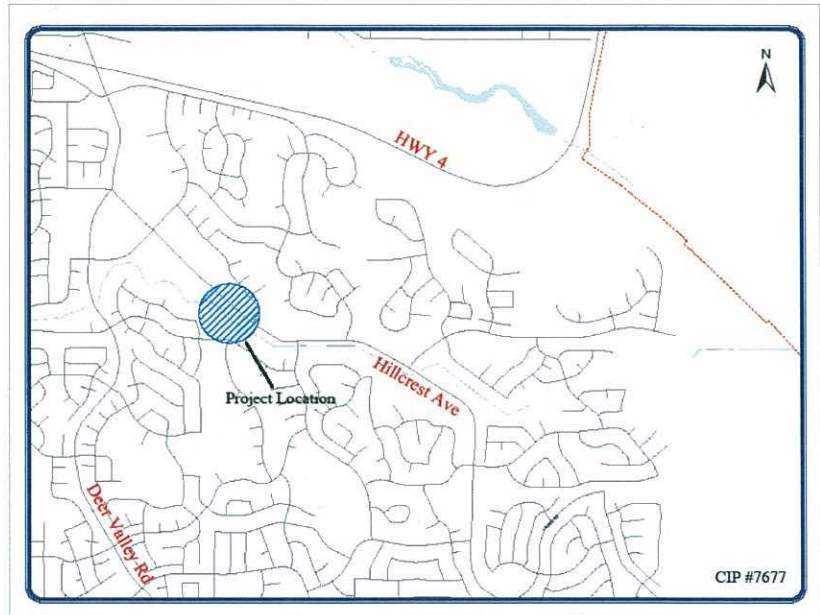 N
HWY 4
Hillcrest Ave
Project Location
Deer Valley Rd
CIP #7677